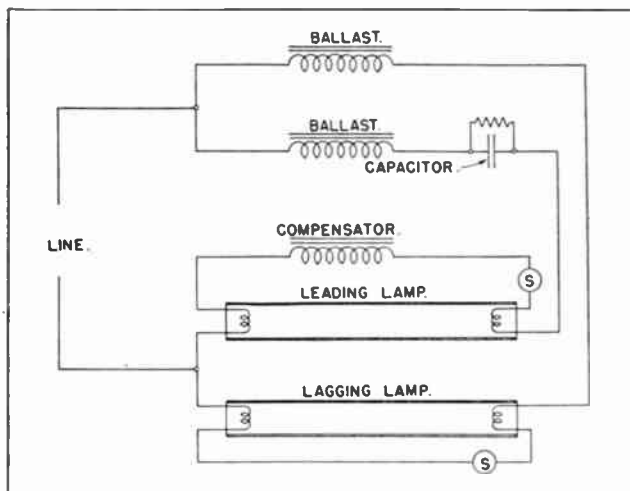 BALLAST.
BALLAST.
CAPACITOR.
LINE.
COMPENSATOR.
S
LEADING LAMP.
LAGGING LAMP.
S